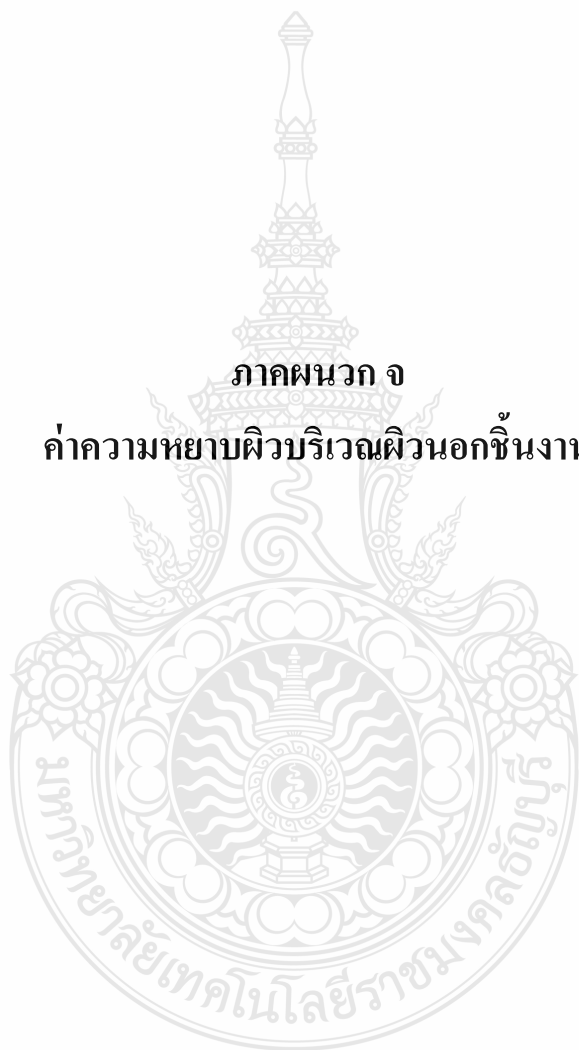 ภาคผนวก จ
ค่าความหยาบผิวบริเวณผิวนอกชิ้นงาน
มหาวิทยาลัยเทคโนโลยีราชมงคลธัญบุรี